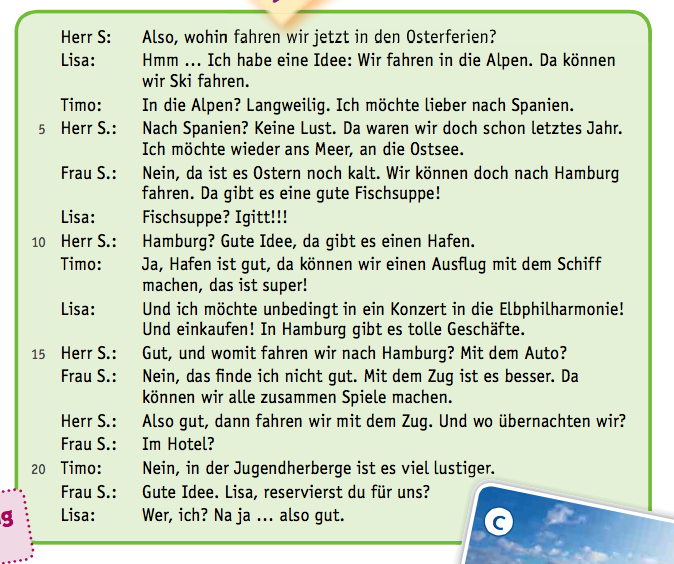 Herr S: Also, wohin fahren wir jetzt in den Osterferien?
Lisa: Hmm ... Ich habe eine Idee: Wir fahren in die Alpen. Da können
wir Ski fahren.
Timo: In die Alpen? Langweilig. Ich möchte lieber nach Spanien.
5 Herr S.: Nach Spanien? Keine Lust. Da waren wir doch schon letztes Jahr.
Ich möchte wieder ans Meer, an die Ostsee.
Frau S.: Nein, da ist es Ostern noch kalt. Wir können doch nach Hamburg
fahren. Da gibt es eine gute Fischsuppe!
Lisa: Fischsuppe? Igitt!!!
10 Herr S.: Hamburg? Gute Idee, da gibt es einen Hafen.
Timo: Ja, Hafen ist gut, da können wir einen Ausflug mit dem Schiff
machen, das ist super!
Lisa: Und ich möchte unbedingt in ein Konzert in die Elbphilharmonie!
Und einkaufen! In Hamburg gibt es tolle Geschäfte.
15 Herr S.: Gut, und womit fahren wir nach Hamburg? Mit dem Auto?
Frau S.: Nein, das finde ich nicht gut. Mit dem Zug ist es besser. Da
können wir alle zusammen Spiele machen.
Herr S.: Also gut, dann fahren wir mit dem Zug. Und wo übernachten wir?
Frau S.: Im Hotel?
20 Timo: Nein, in der Jugendherberge ist es viel lustiger.
Frau S.: Gute Idee. Lisa, reservierst du für uns?
Lisa: Wer, ich? Na ja ... also gut.
C